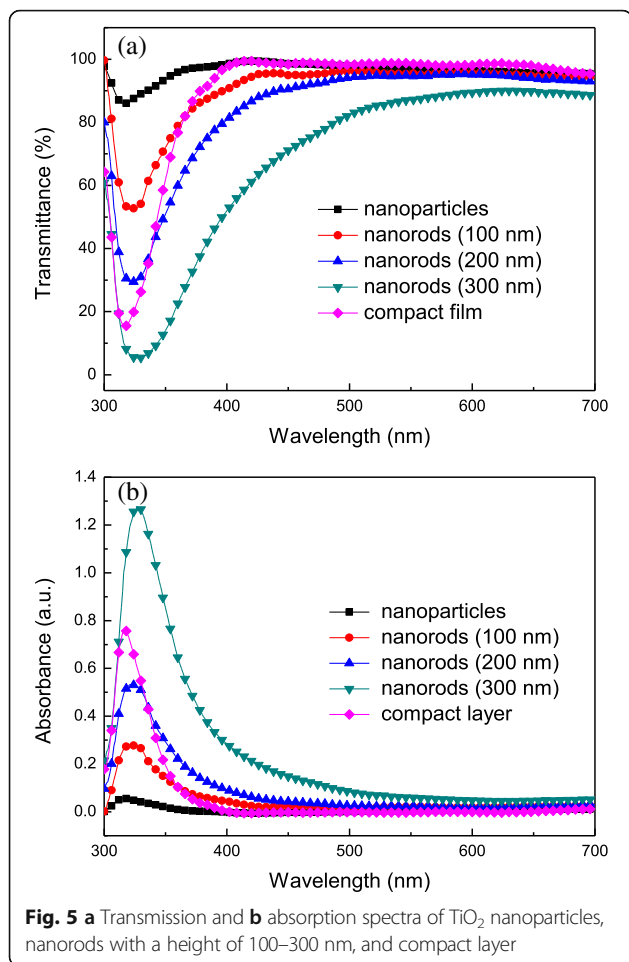 (a)
100
80
60
40
20
0
Transmittance (%)
nanoparticles
nanorods (100 nm)
nanorods (200 nm)
nanorods (300 nm)
compact film
300 400 500 600 700
Wavelength (nm)
(b)
1.4
1.2
1.0
0.8
0.6
0.4
0.2
0.0
Absorbance (a.u.)
nanoparticles
nanorods (100 nm)
nanorods (200 nm)
nanorods (300 nm)
compact layer
300 400 500 600 700
Wavelength (nm)
Fig. 5 a Transmission and b absorption spectra of TiO₂ nanoparticles,
nanorods with a height of 100–300 nm, and compact layer